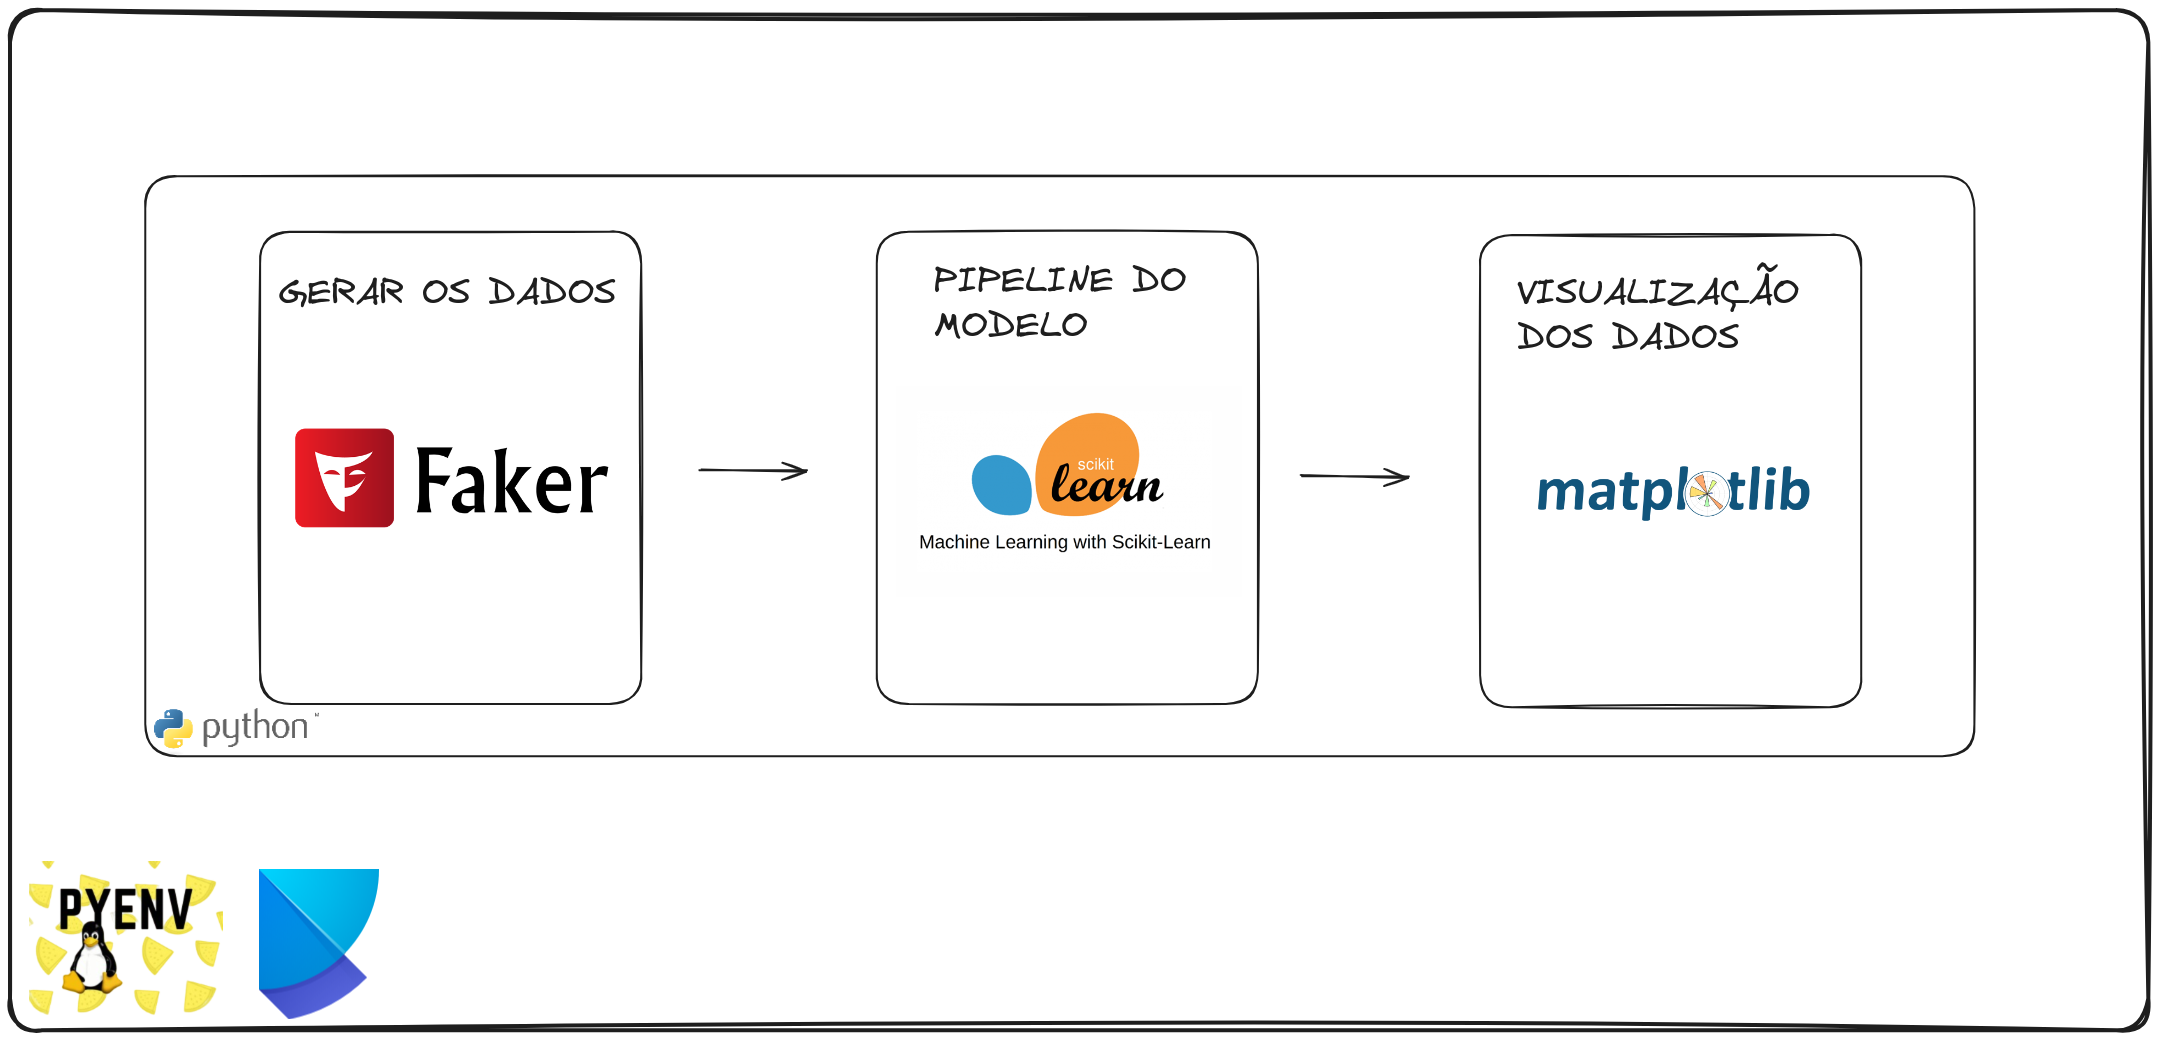 GERAR OS DADOS
Faker
PIPELINE DO
MODELO
scikit
learn
Machine Learning with Scikit-Learn
VISUALIZAÇÃO
DOS DADOS
matplotlib
python
PYENV